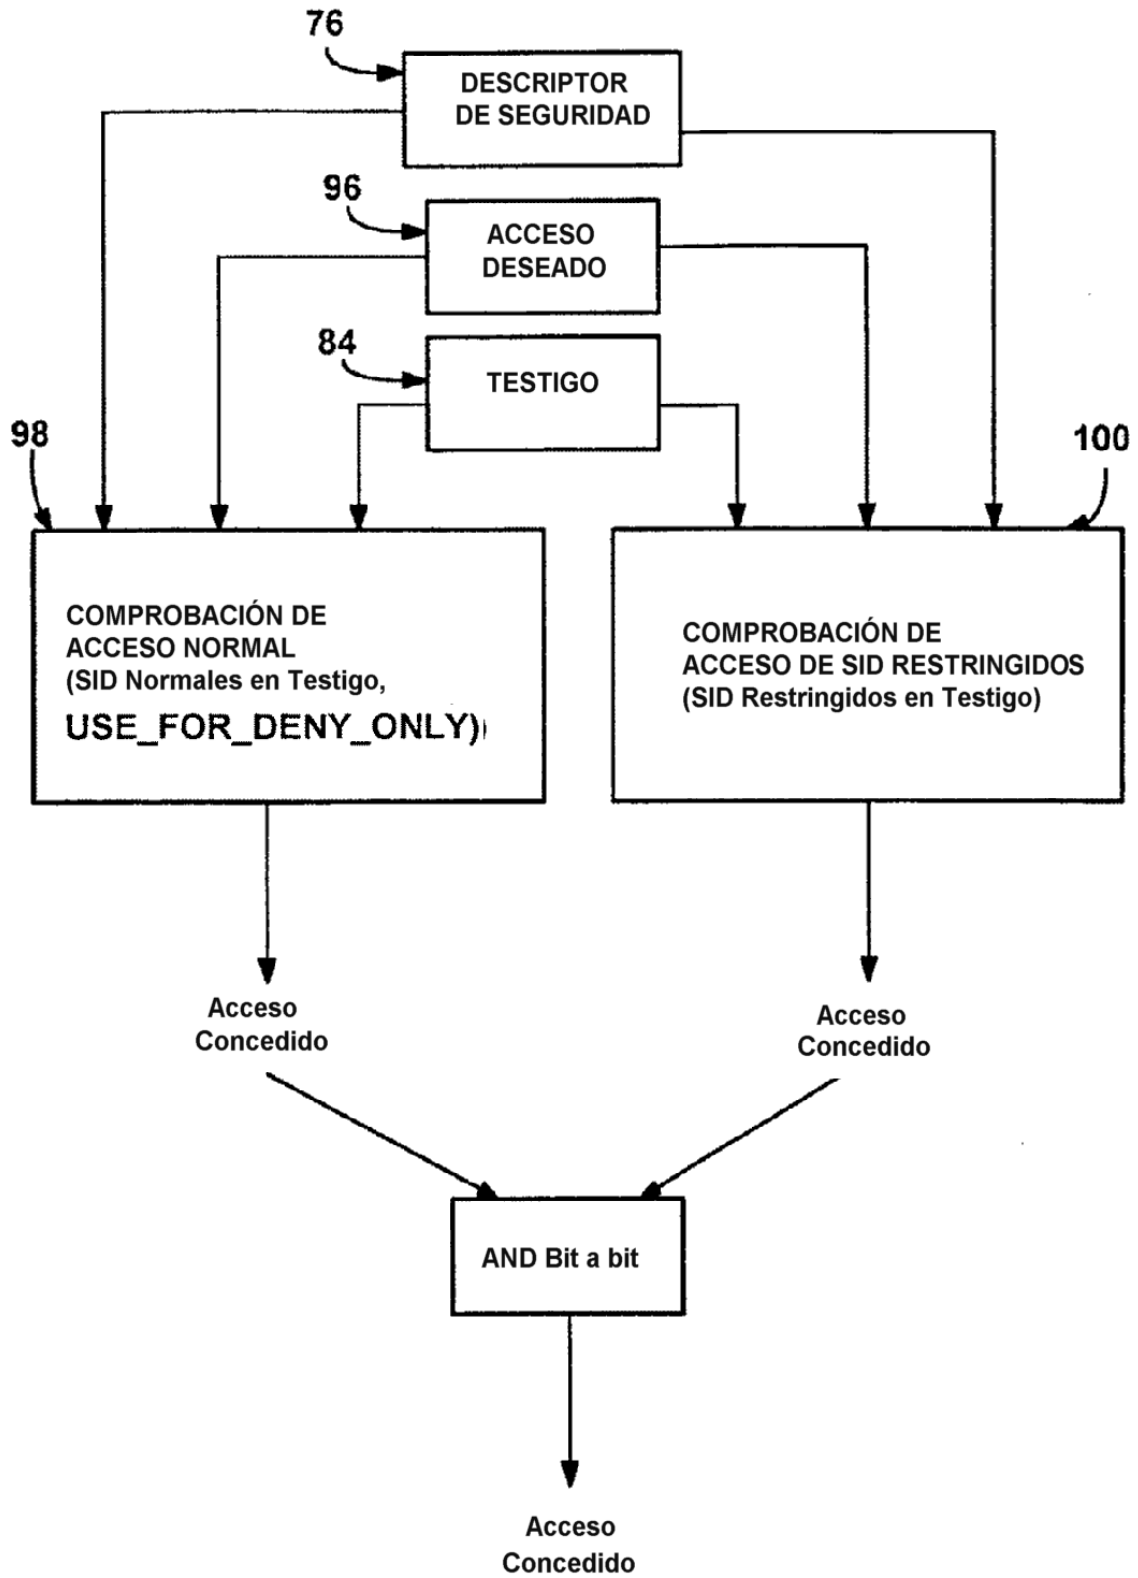 76
DESCRIPTOR
DE SEGURIDAD
96
ACCESO
DESEADO
84
TESTIGO
98
100
COMPROBACIÓN DE
ACCESO NORMAL
(SID Normales en Testigo,
USE_FOR_DENY_ONLY))
COMPROBACIÓN DE
ACCESO DE SID RESTRINGIDOS
(SID Restringidos en Testigo)
Acceso
Concedido
Acceso
Concedido
AND Bit a bit
Acceso
Concedido